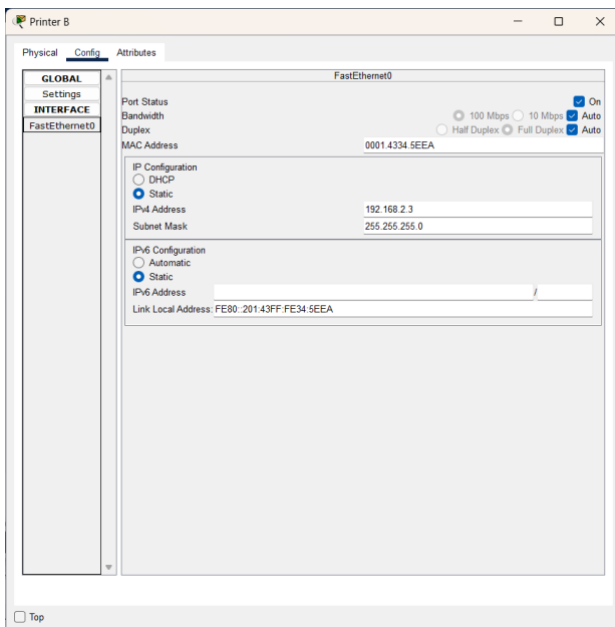 Printer B
Physical Config Attributes
GLOBAL
Settings
INTERFACE
FastEthernet0
FastEthernet0
Port Status On
Bandwidth 100 Mbps 10 Mbps Auto
Duplex Half Duplex Full Duplex Auto
MAC Address 0001.4334.5EEA
IP Configuration
DHCP
Static
IPv4 Address 192.168.2.3
Subnet Mask 255.255.255.0
IPv6 Configuration
Automatic
Static
IPv6 Address /
Link Local Address: FE80::201:43FF:FE34:5EEA
Top